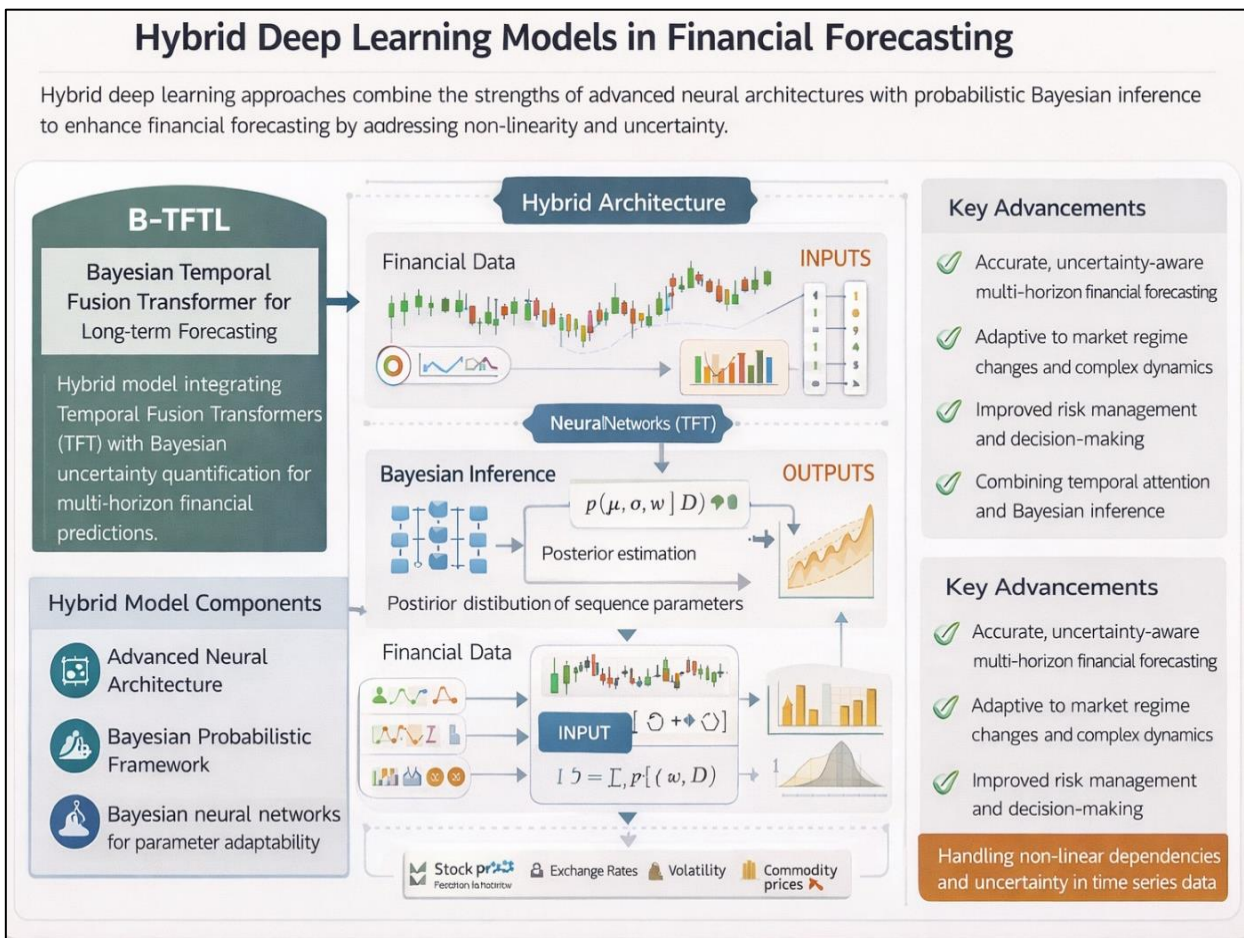 Hybrid Deep Learning Models in Financial Forecasting
Hybrid deep learning approaches combine the strengths of advanced neural architectures with probabilistic Bayesian inference
to enhance financial forecasting by addressing non-linearity and uncertainty.
B-TFTL
Bayesian Temporal
Fusion Transformer for
Long-term Forecasting
Hybrid model integrating
Temporal Fusion Transformers
(TFT) with Bayesian
uncertainty quantification for
multi-horizon financial
predictions.
Hybrid Model Components
Advanced Neural
Architecture
Bayesian Probabilistic
Framework
Bayesian neural networks
for parameter adaptability
Hybrid Architecture
Financial Data
INPUTS
NeuralNetworks (TFT)
Bayesian Inference
OUTPUTS
p(μ, σ, w ⌋ D)
Posterior estimation
Postirior distibution of sequence parameters
Financial Data
INPUT
Stock
Exchange Rates
Volatility
Commodity
prices
Key Advancements
Accurate, uncertainty-aware
multi-horizon financial forecasting
Adaptive to market regime
changes and complex dynamics
Improved risk management
and decision-making
Combining temporal attention
and Bayesian inference
Key Advancements
Accurate, uncertainty-aware
multi-horizon financial forecasting
Adaptive to market regime
changes and complex dynamics
Improved risk management
and decision-making
Handling non-linear dependencies
and uncertainty in time series data